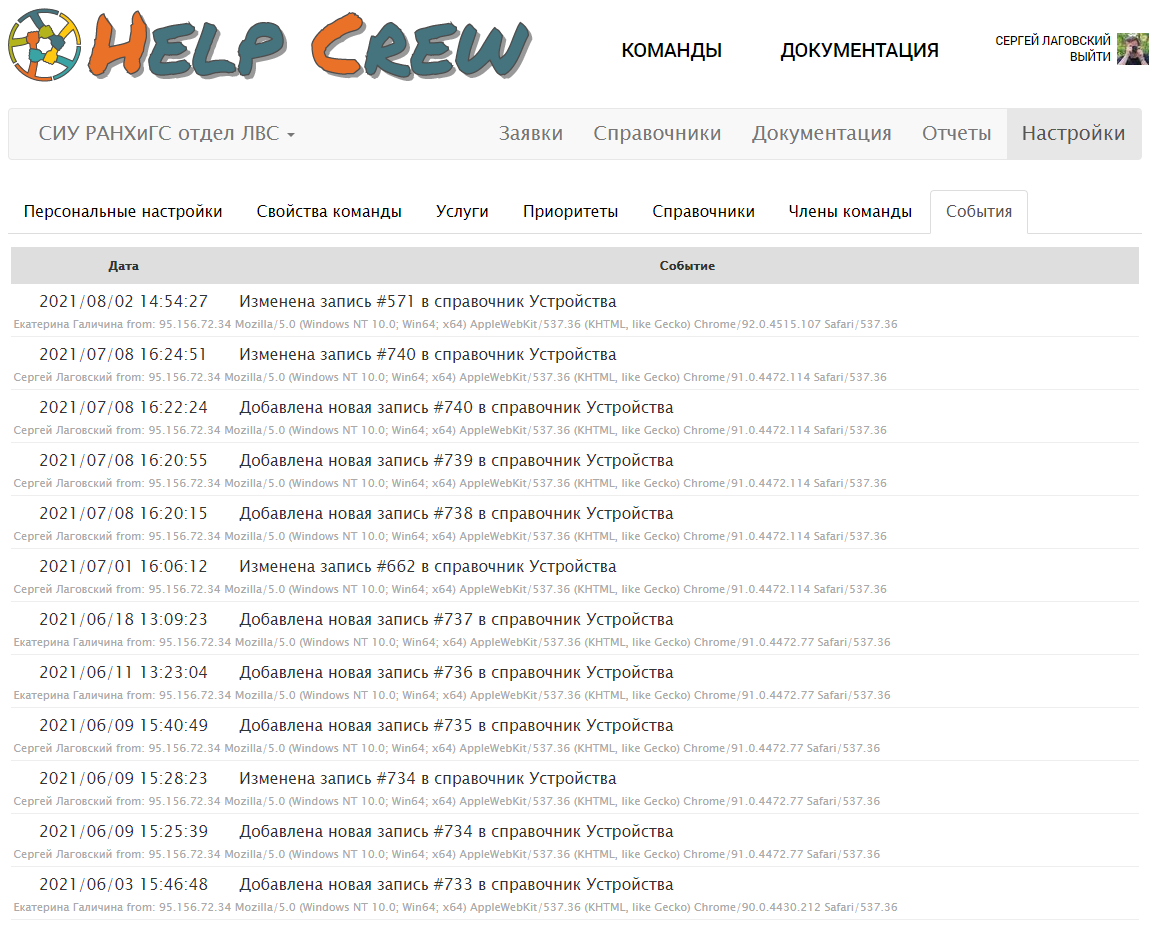 HELP CREW
КОМАНДЫ
ДОКУМЕНТАЦИЯ
СЕРГЕЙ ЛАГОВСКИЙ
ВЫЙТИ
СИУ РАНХиГС отдел ЛВС
Заявки
Справочники
Документация
Отчеты
Настройки
Персональные настройки
Свойства команды
Услуги
Приоритеты
Справочники
Члены команды
События
Дата Событие
2021/08/02 14:54:27 Изменена запись #571 в справочник Устройства
Екатерина Галичина from: 95.156.72.34 Mozilla/5.0 (Windows NT 10.0; Win64; x64) AppleWebKit/537.36 (KHTML, like Gecko) Chrome/92.0.4515.107 Safari/537.36
2021/07/08 16:24:51 Изменена запись #740 в справочник Устройства
Сергей Лаговский from: 95.156.72.34 Mozilla/5.0 (Windows NT 10.0; Win64; x64) AppleWebKit/537.36 (KHTML, like Gecko) Chrome/91.0.4472.114 Safari/537.36
2021/07/08 16:22:24 Добавлена новая запись #740 в справочник Устройства
Сергей Лаговский from: 95.156.72.34 Mozilla/5.0 (Windows NT 10.0; Win64; x64) AppleWebKit/537.36 (KHTML, like Gecko) Chrome/91.0.4472.114 Safari/537.36
2021/07/08 16:20:55 Добавлена новая запись #739 в справочник Устройства
Сергей Лаговский from: 95.156.72.34 Mozilla/5.0 (Windows NT 10.0; Win64; x64) AppleWebKit/537.36 (KHTML, like Gecko) Chrome/91.0.4472.114 Safari/537.36
2021/07/08 16:20:15 Добавлена новая запись #738 в справочник Устройства
Сергей Лаговский from: 95.156.72.34 Mozilla/5.0 (Windows NT 10.0; Win64; x64) AppleWebKit/537.36 (KHTML, like Gecko) Chrome/91.0.4472.114 Safari/537.36
2021/07/01 16:06:12 Изменена запись #662 в справочник Устройства
Сергей Лаговский from: 95.156.72.34 Mozilla/5.0 (Windows NT 10.0; Win64; x64) AppleWebKit/537.36 (KHTML, like Gecko) Chrome/91.0.4472.114 Safari/537.36
2021/06/18 13:09:23 Добавлена новая запись #737 в справочник Устройства
Екатерина Галичина from: 95.156.72.34 Mozilla/5.0 (Windows NT 10.0; Win64; x64) AppleWebKit/537.36 (KHTML, like Gecko) Chrome/91.0.4472.77 Safari/537.36
2021/06/11 13:23:04 Добавлена новая запись #736 в справочник Устройства
Екатерина Галичина from: 95.156.72.34 Mozilla/5.0 (Windows NT 10.0; Win64; x64) AppleWebKit/537.36 (KHTML, like Gecko) Chrome/91.0.4472.77 Safari/537.36
2021/06/09 15:40:49 Добавлена новая запись #735 в справочник Устройства
Сергей Лаговский from: 95.156.72.34 Mozilla/5.0 (Windows NT 10.0; Win64; x64) AppleWebKit/537.36 (KHTML, like Gecko) Chrome/91.0.4472.77 Safari/537.36
2021/06/09 15:28:23 Изменена запись #734 в справочник Устройства
Сергей Лаговский from: 95.156.72.34 Mozilla/5.0 (Windows NT 10.0; Win64; x64) AppleWebKit/537.36 (KHTML, like Gecko) Chrome/91.0.4472.77 Safari/537.36
2021/06/09 15:25:39 Добавлена новая запись #734 в справочник Устройства
Сергей Лаговский from: 95.156.72.34 Mozilla/5.0 (Windows NT 10.0; Win64; x64) AppleWebKit/537.36 (KHTML, like Gecko) Chrome/91.0.4472.77 Safari/537.36
2021/06/03 15:46:48 Добавлена новая запись #733 в справочник Устройства
Екатерина Галичина from: 95.156.72.34 Mozilla/5.0 (Windows NT 10.0; Win64; x64) AppleWebKit/537.36 (KHTML, like Gecko) Chrome/90.0.4430.212 Safari/537.36